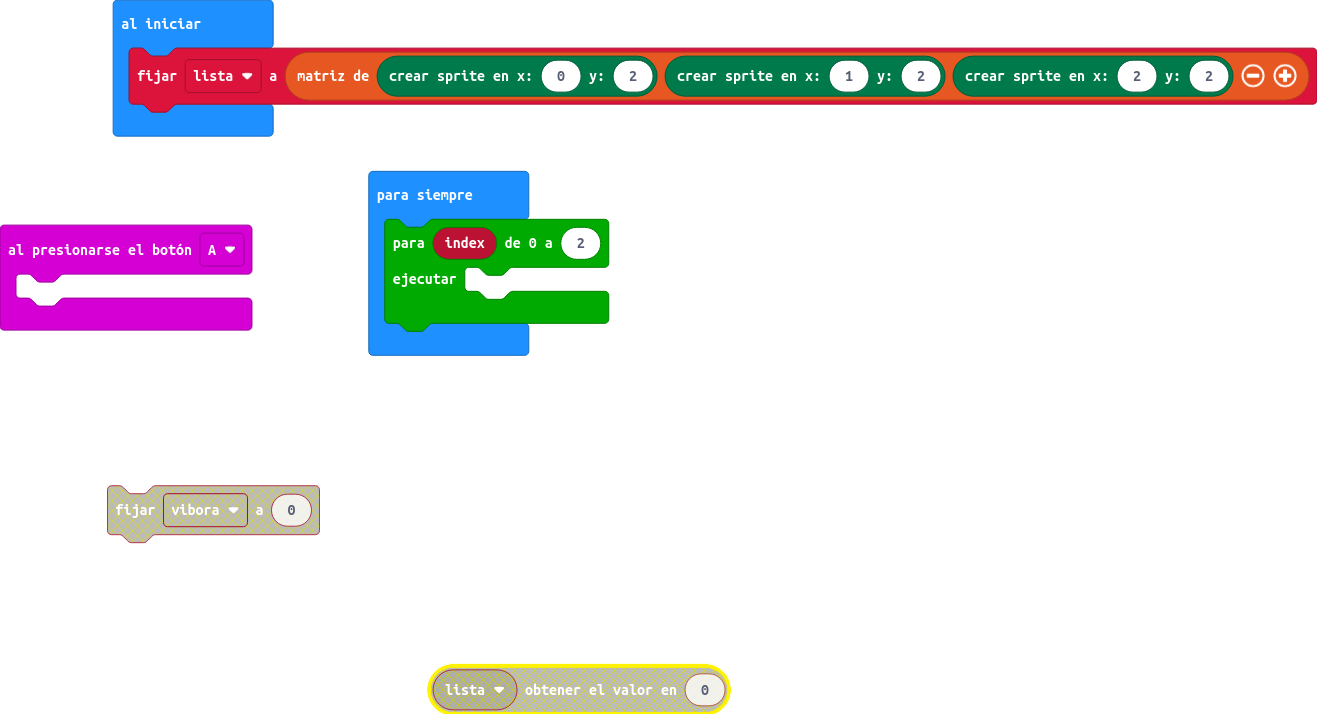 al iniciar
fijar lista a matriz de crear sprite en x: 0 y: 2 crear sprite en x: 1 y: 2 crear sprite en x: 2 y: 2
para siempre
al presionarse el botón A
para index de 0 a 2
ejecutar
fijar vibora a 0
lista obtener el valor en 0